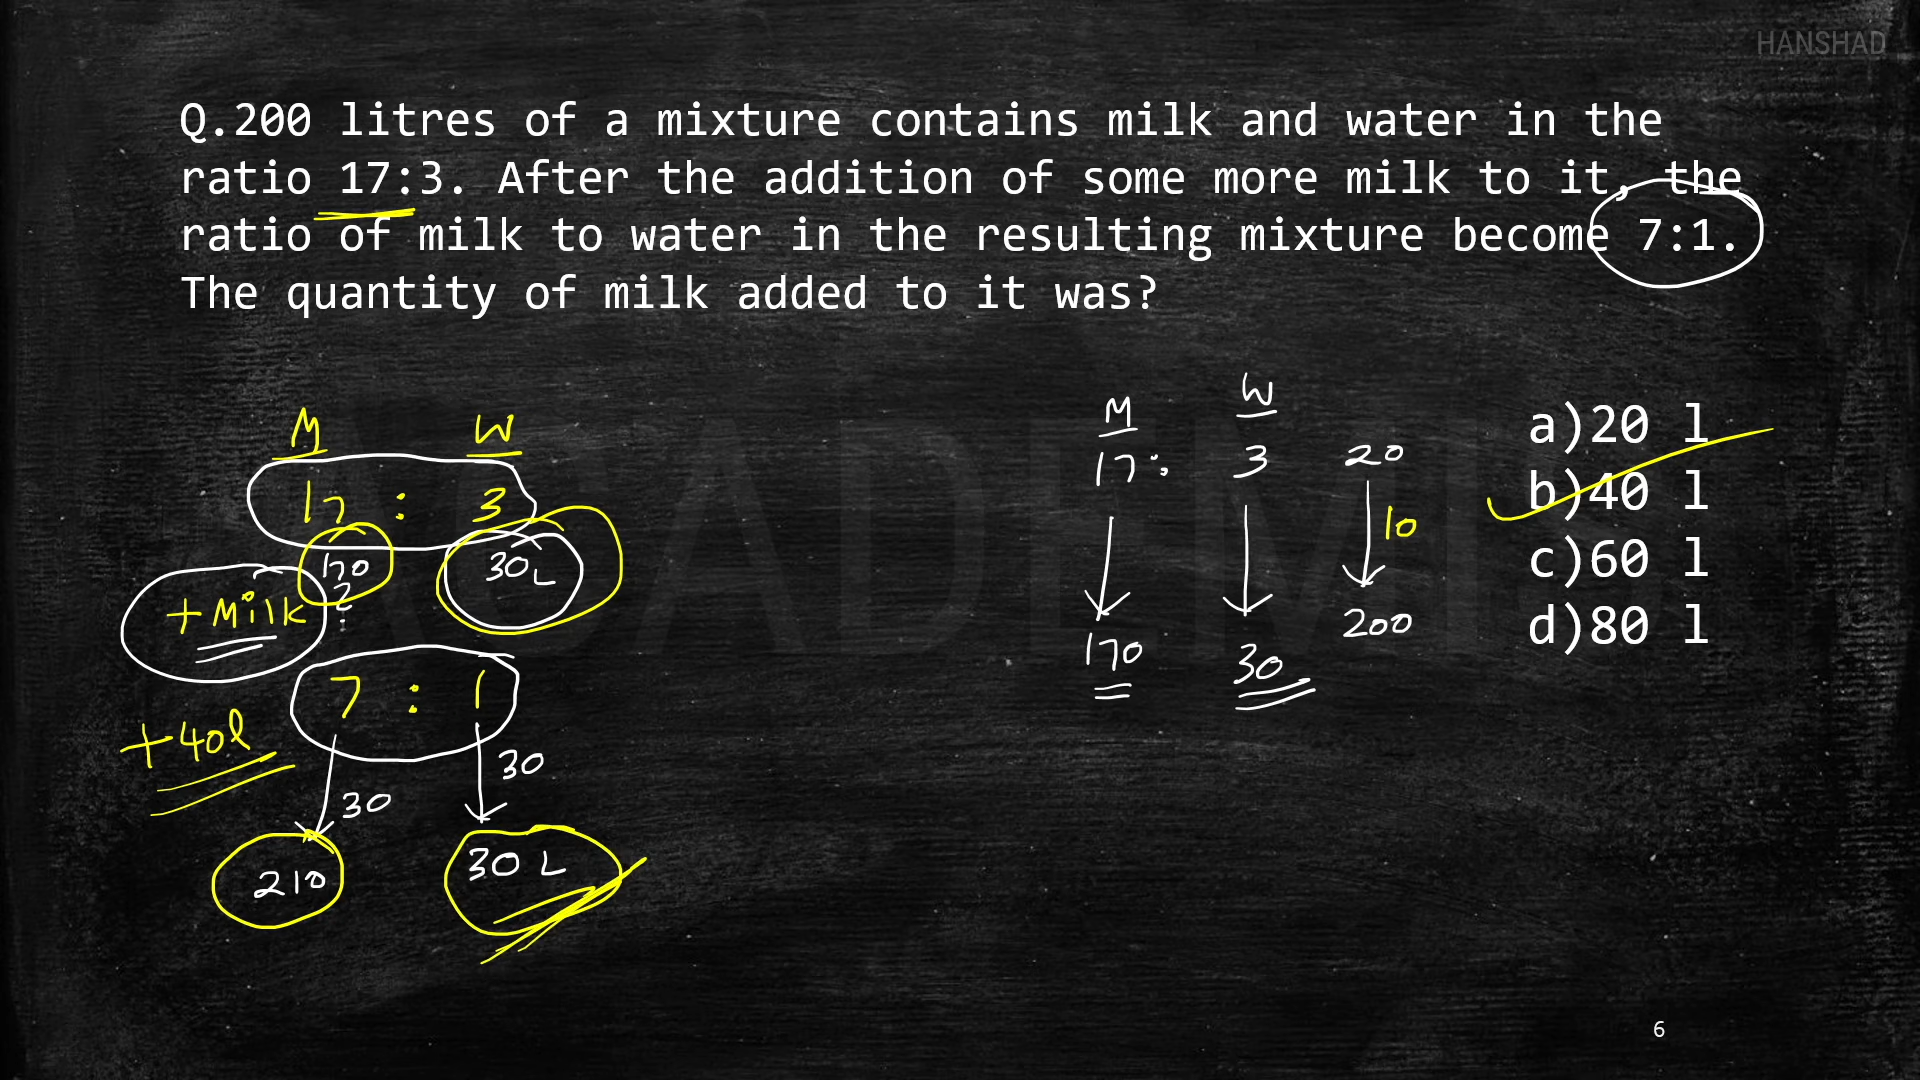 HANSHAD
Q.200 litres of a mixture contains milk and water in the
ratio 17:3. After the addition of some more milk to it, the
ratio of milk to water in the resulting mixture become 7:1.
The quantity of milk added to it was?
M W
17 : 3
170 30L
+ Milk ?
7 : 1
+40l
30 30
210 30 L
M W
17 : 3 20
10
170 30 200
a)20 l
b)40 l
c)60 l
d)80 l
ACADEMI
6